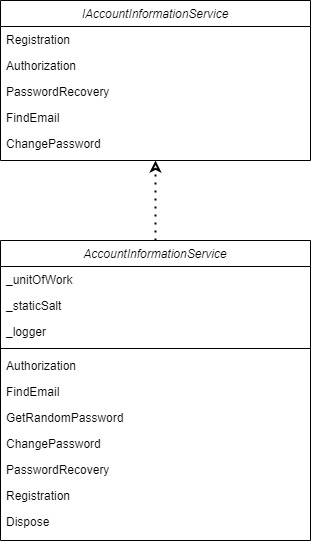 IAccountInformationService
Registration
Authorization
PasswordRecovery
FindEmail
ChangePassword
AccountInformationService
_unitOfWork
_staticSalt
_logger
Authorization
FindEmail
GetRandomPassword
ChangePassword
PasswordRecovery
Registration
Dispose